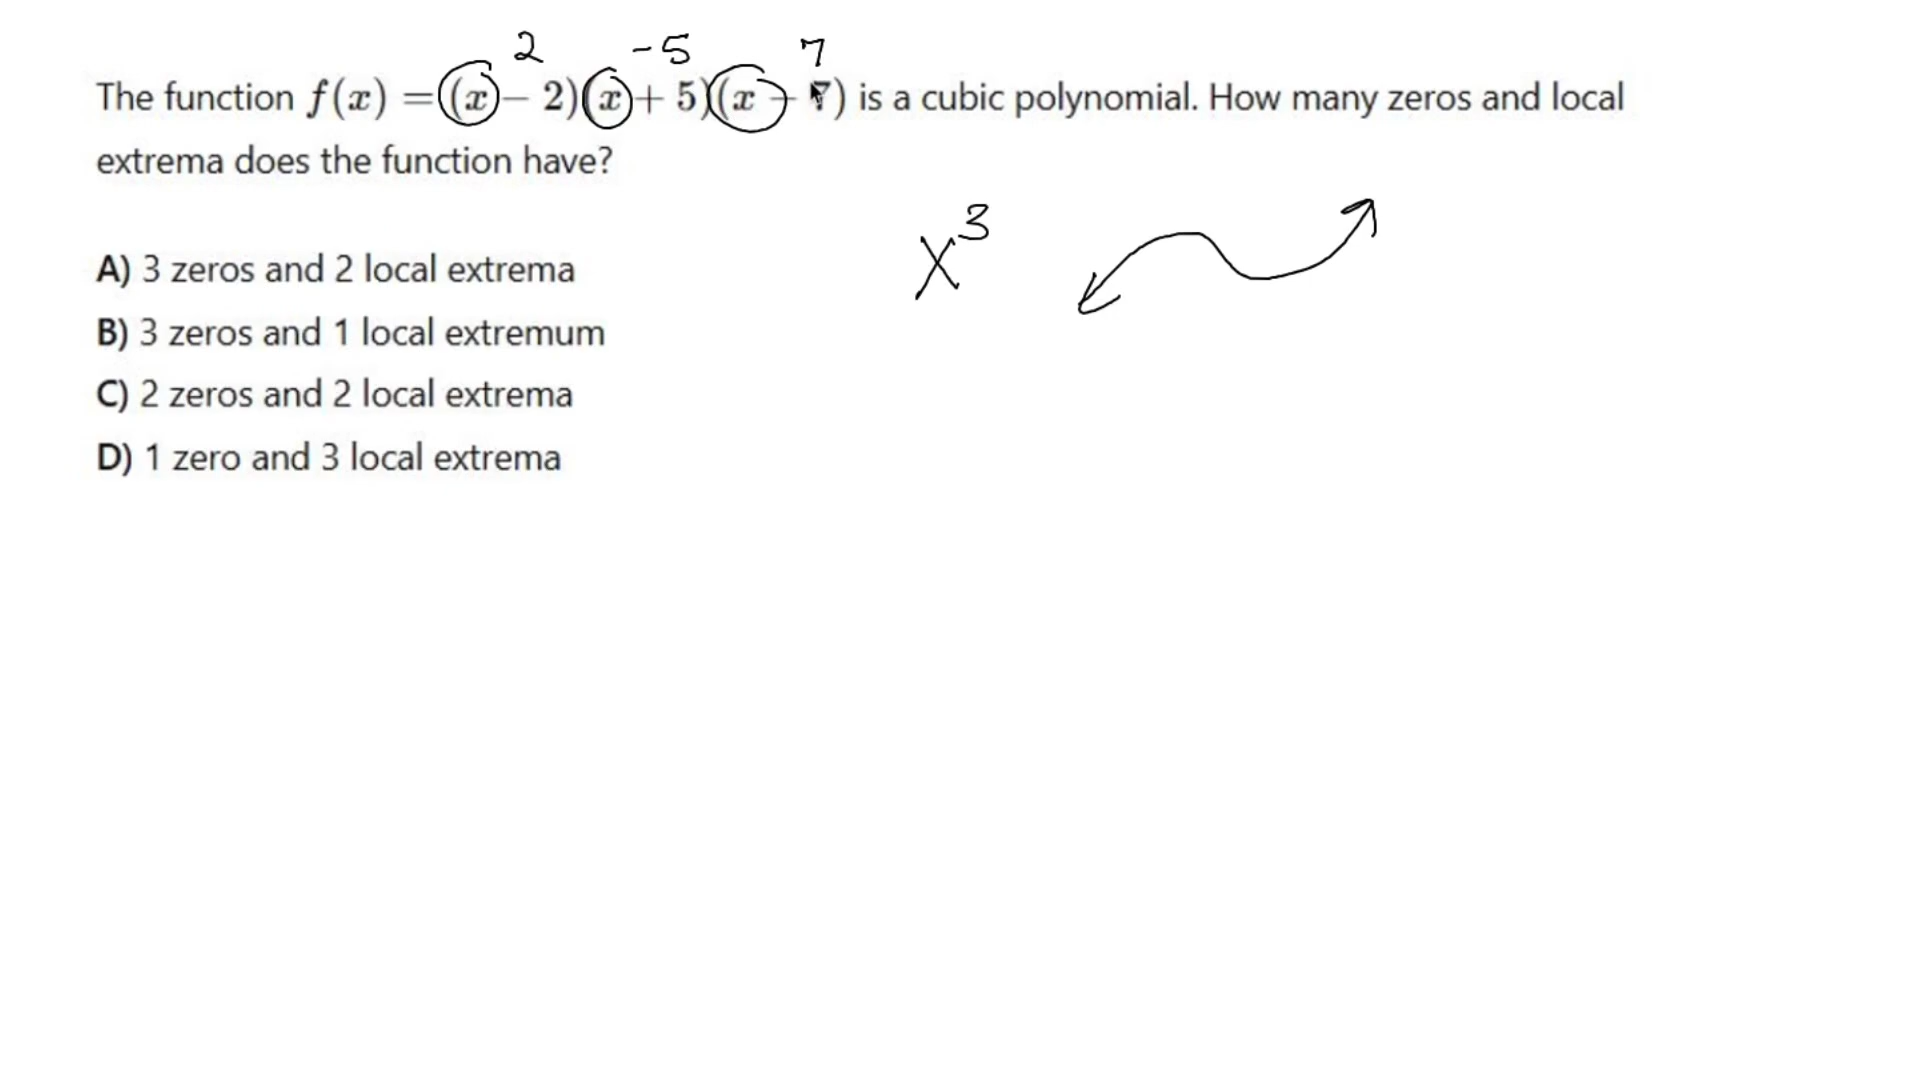 2 -5 7
The function f(x) = (x − 2)(x + 5)(x − 7) is a cubic polynomial. How many zeros and local
extrema does the function have?
x³
A) 3 zeros and 2 local extrema
B) 3 zeros and 1 local extremum
C) 2 zeros and 2 local extrema
D) 1 zero and 3 local extrema